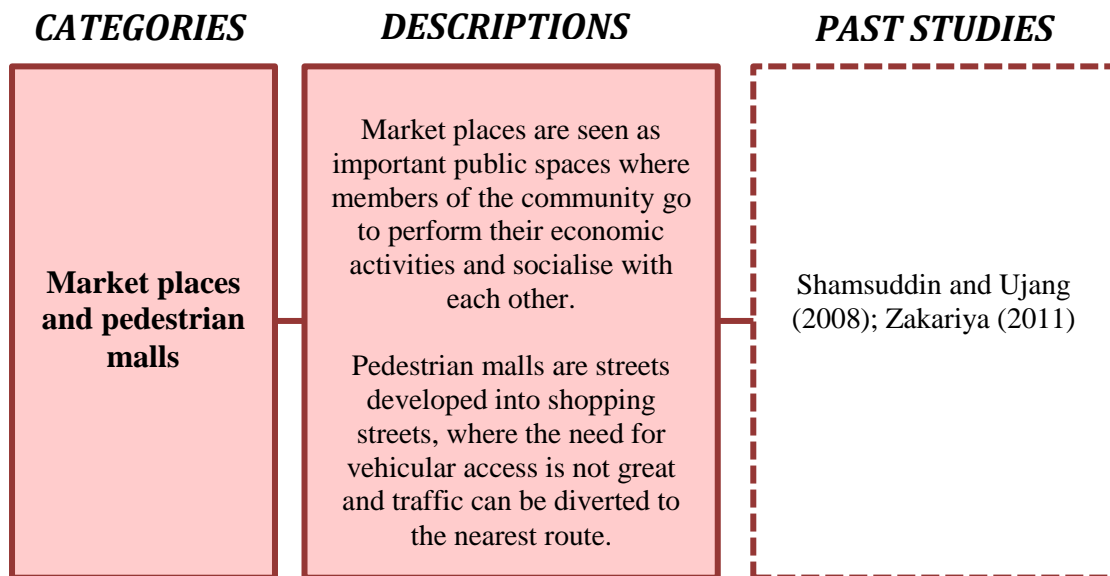 CATEGORIES
DESCRIPTIONS
PAST STUDIES
Market places
and pedestrian
malls
Market places are seen as
important public spaces where
members of the community go
to perform their economic
activities and socialise with
each other.
Pedestrian malls are streets
developed into shopping
streets, where the need for
vehicular access is not great
and traffic can be diverted to
the nearest route.
Shamsuddin and Ujang
(2008); Zakariya (2011)